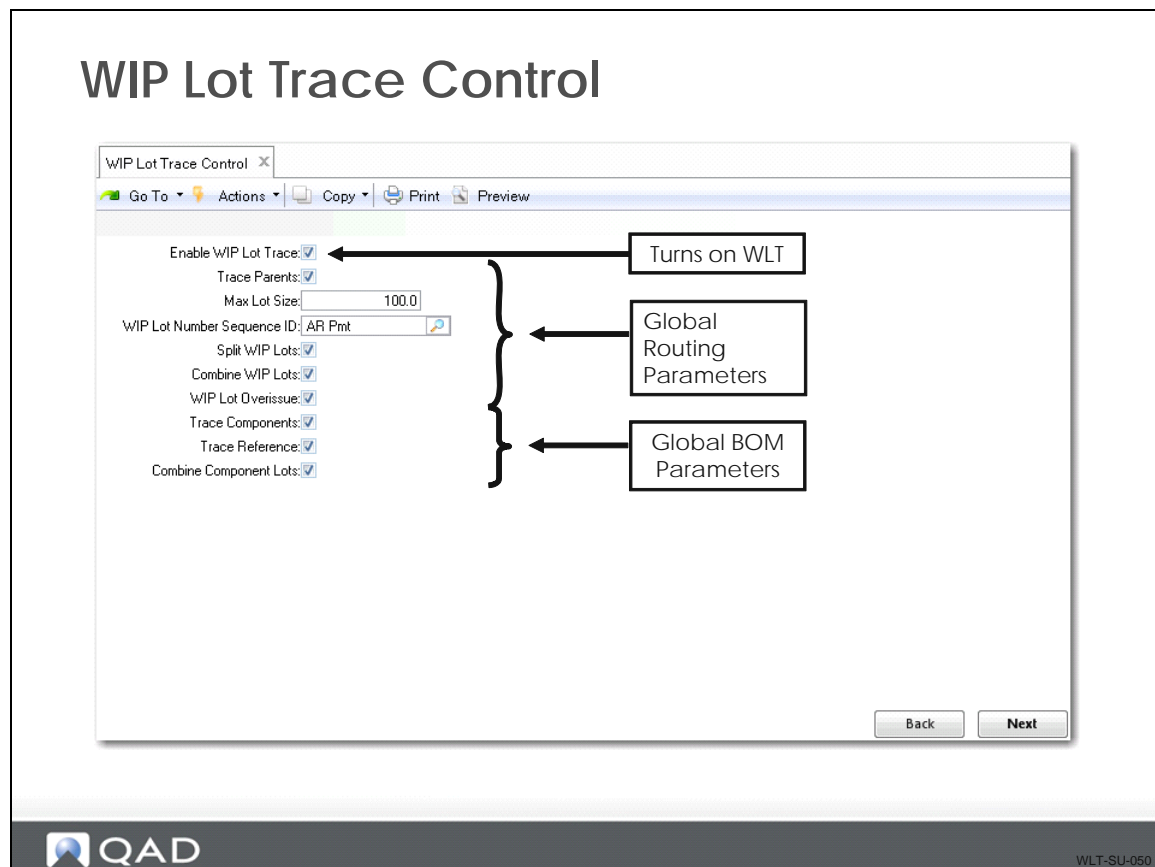 WIP Lot Trace Control
WIP Lot Trace Control
Go To Actions Copy Print Preview
Enable WIP Lot Trace:
Turns on WLT
Trace Parents:
Max Lot Size: 100.0
WIP Lot Number Sequence ID: AR Pmt
Split WIP Lots:
Combine WIP Lots:
WIP Lot Overissue:
Global
Routing
Parameters
Trace Components:
Trace Reference:
Combine Component Lots:
Global BOM
Parameters
Back Next
QAD
WLT-SU-050